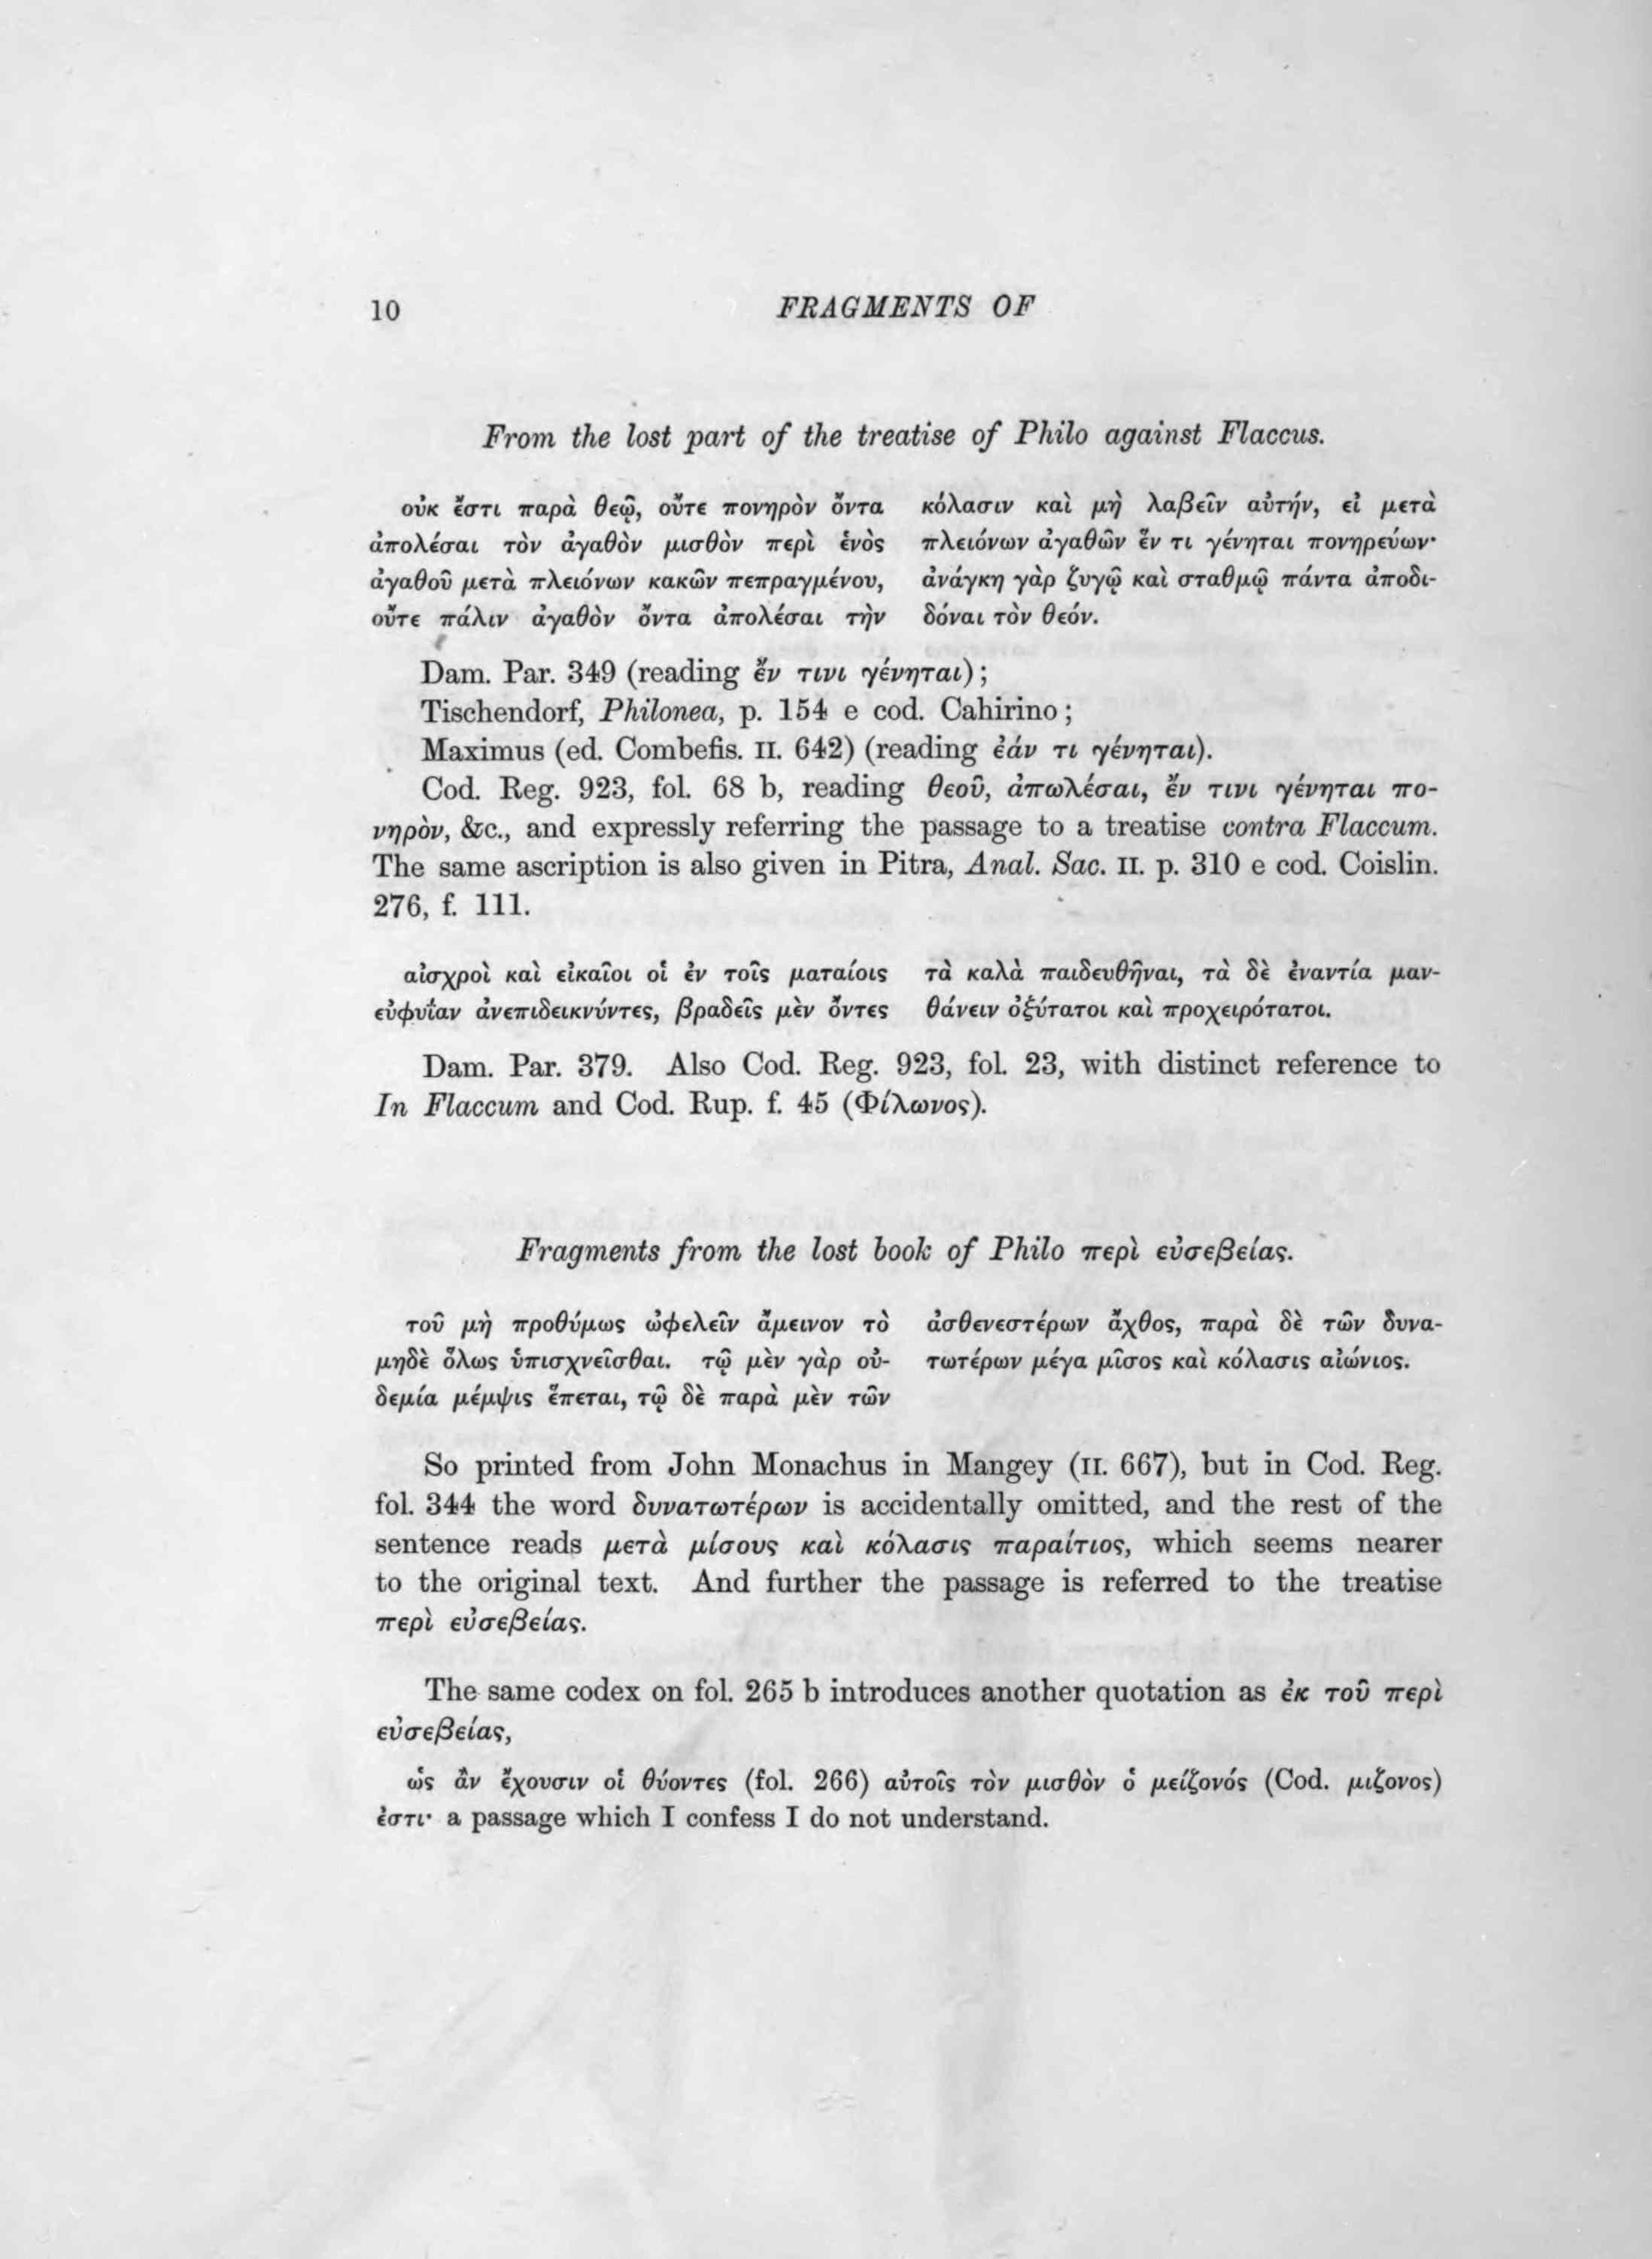 10
FRAGMENTS OF
From the lost part of the treatise of Philo against Flaccus.
οὐκ ἔστι παρὰ θεῷ, οὔτε πονηρὸν ὄντα
ἀπολέσαι τὸν ἀγαθὸν μισθὸν περὶ ἑνὸς
ἀγαθοῦ μετὰ πλειόνων κακῶν πεπραγμένου,
οὔτε πάλιν ἀγαθὸν ὄντα ἀπολέσαι τὴν
κόλασιν καὶ μὴ λαβεῖν αὐτήν, εἰ μετὰ
πλειόνων ἀγαθῶν ἕν τι γένηται πονηρεύων·
ἀνάγκη γὰρ ζυγῷ καὶ σταθμῷ πάντα ἀποδι-
δόναι τὸν θεόν.
Dam. Par. 349 (reading ἔν τινι γένηται);
Tischendorf, Philonea, p. 154 e cod. Cahirino;
Maximus (ed. Combefis. II. 642) (reading ἐάν τι γένηται).
Cod. Reg. 923, fol. 68 b, reading θεοῦ, ἀπωλέσαι, ἔν τινι γένηται πο-
νηρὸν, &c., and expressly referring the passage to a treatise contra Flaccum.
The same ascription is also given in Pitra, Anal. Sac. II. p. 310 e cod. Coislin.
276, f. 111.
αἰσχροὶ καὶ εἰκαῖοι οἱ ἐν τοῖς ματαίοις
εὐφυΐαν ἀνεπιδεικνύντες, βραδεῖς μὲν ὄντες
τὰ καλὰ παιδευθῆναι, τὰ δὲ ἐναντία μαν-
θάνειν ὀξύτατοι καὶ προχειρότατοι.
Dam. Par. 379. Also Cod. Reg. 923, fol. 23, with distinct reference to
In Flaccum and Cod. Rup. f. 45 (Φίλωνος).
Fragments from the lost book of Philo περὶ εὐσεβείας.
τοῦ μὴ προθύμως ὠφελεῖν ἄμεινον τὸ
μηδὲ ὅλως ὑπισχνεῖσθαι. τῷ μὲν γὰρ οὐ-
δεμία μέμψις ἕπεται, τῷ δὲ παρὰ μὲν τῶν
ἀσθενεστέρων ἄχθος, παρὰ δὲ τῶν δυνα-
τωτέρων μέγα μῖσος καὶ κόλασις αἰώνιος.
So printed from John Monachus in Mangey (II. 667), but in Cod. Reg.
fol. 344 the word δυνατωτέρων is accidentally omitted, and the rest of the
sentence reads μετὰ μίσους καὶ κόλασις παραίτιος, which seems nearer
to the original text. And further the passage is referred to the treatise
περὶ εὐσεβείας.
The same codex on fol. 265 b introduces another quotation as ἐκ τοῦ περὶ
εὐσεβείας,
ὡς ἂν ἔχουσιν οἱ θύοντες (fol. 266) αὐτοῖς τὸν μισθὸν ὁ μείζονός (Cod. μιζονος)
ἐστι· a passage which I confess I do not understand.